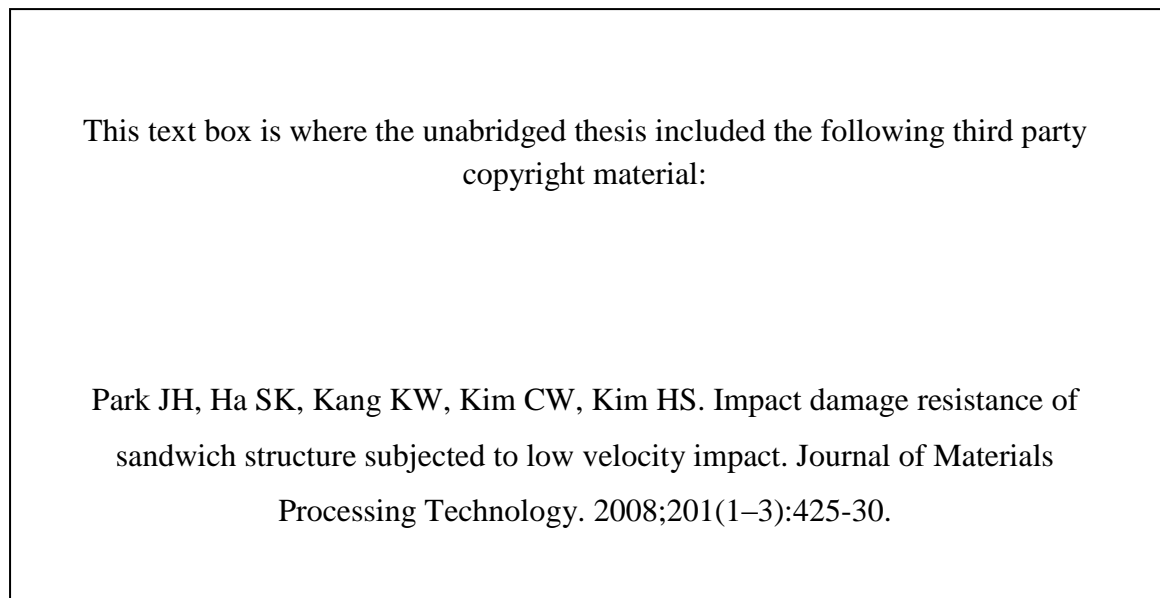 This text box is where the unabridged thesis included the following third party
copyright material:
Park JH, Ha SK, Kang KW, Kim CW, Kim HS. Impact damage resistance of
sandwich structure subjected to low velocity impact. Journal of Materials
Processing Technology. 2008;201(1–3):425-30.